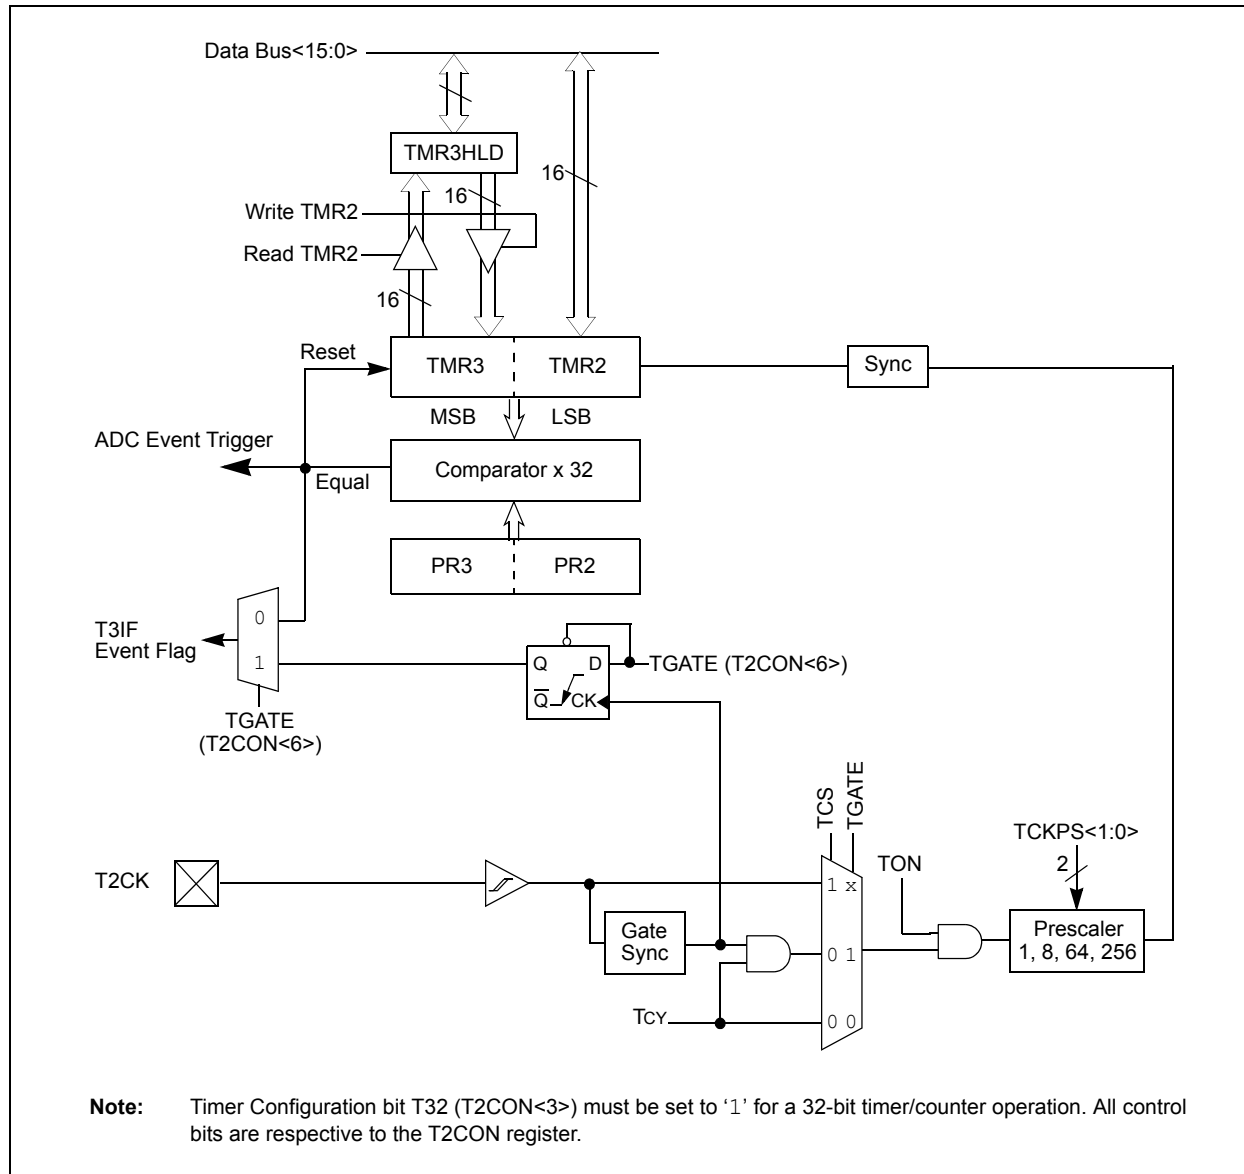 Data Bus<15:0>
TMR3HLD
16
16
Write TMR2
Read TMR2
16
Reset
TMR3
TMR2
Sync
MSB
LSB
ADC Event Trigger
Equal
Comparator x 32
PR3
PR2
0
T3IF
Event Flag
1
Q
D
TGATE (T2CON<6>)
Q
CK
TGATE
(T2CON<6>)
TCS
TGATE
TCKPS<1:0>
2
TON
T2CK
1 x
Gate
Sync
0 1
Prescaler
1, 8, 64, 256
TCY
0 0
Note: Timer Configuration bit T32 (T2CON<3>) must be set to ‘1’ for a 32-bit timer/counter operation. All control
bits are respective to the T2CON register.